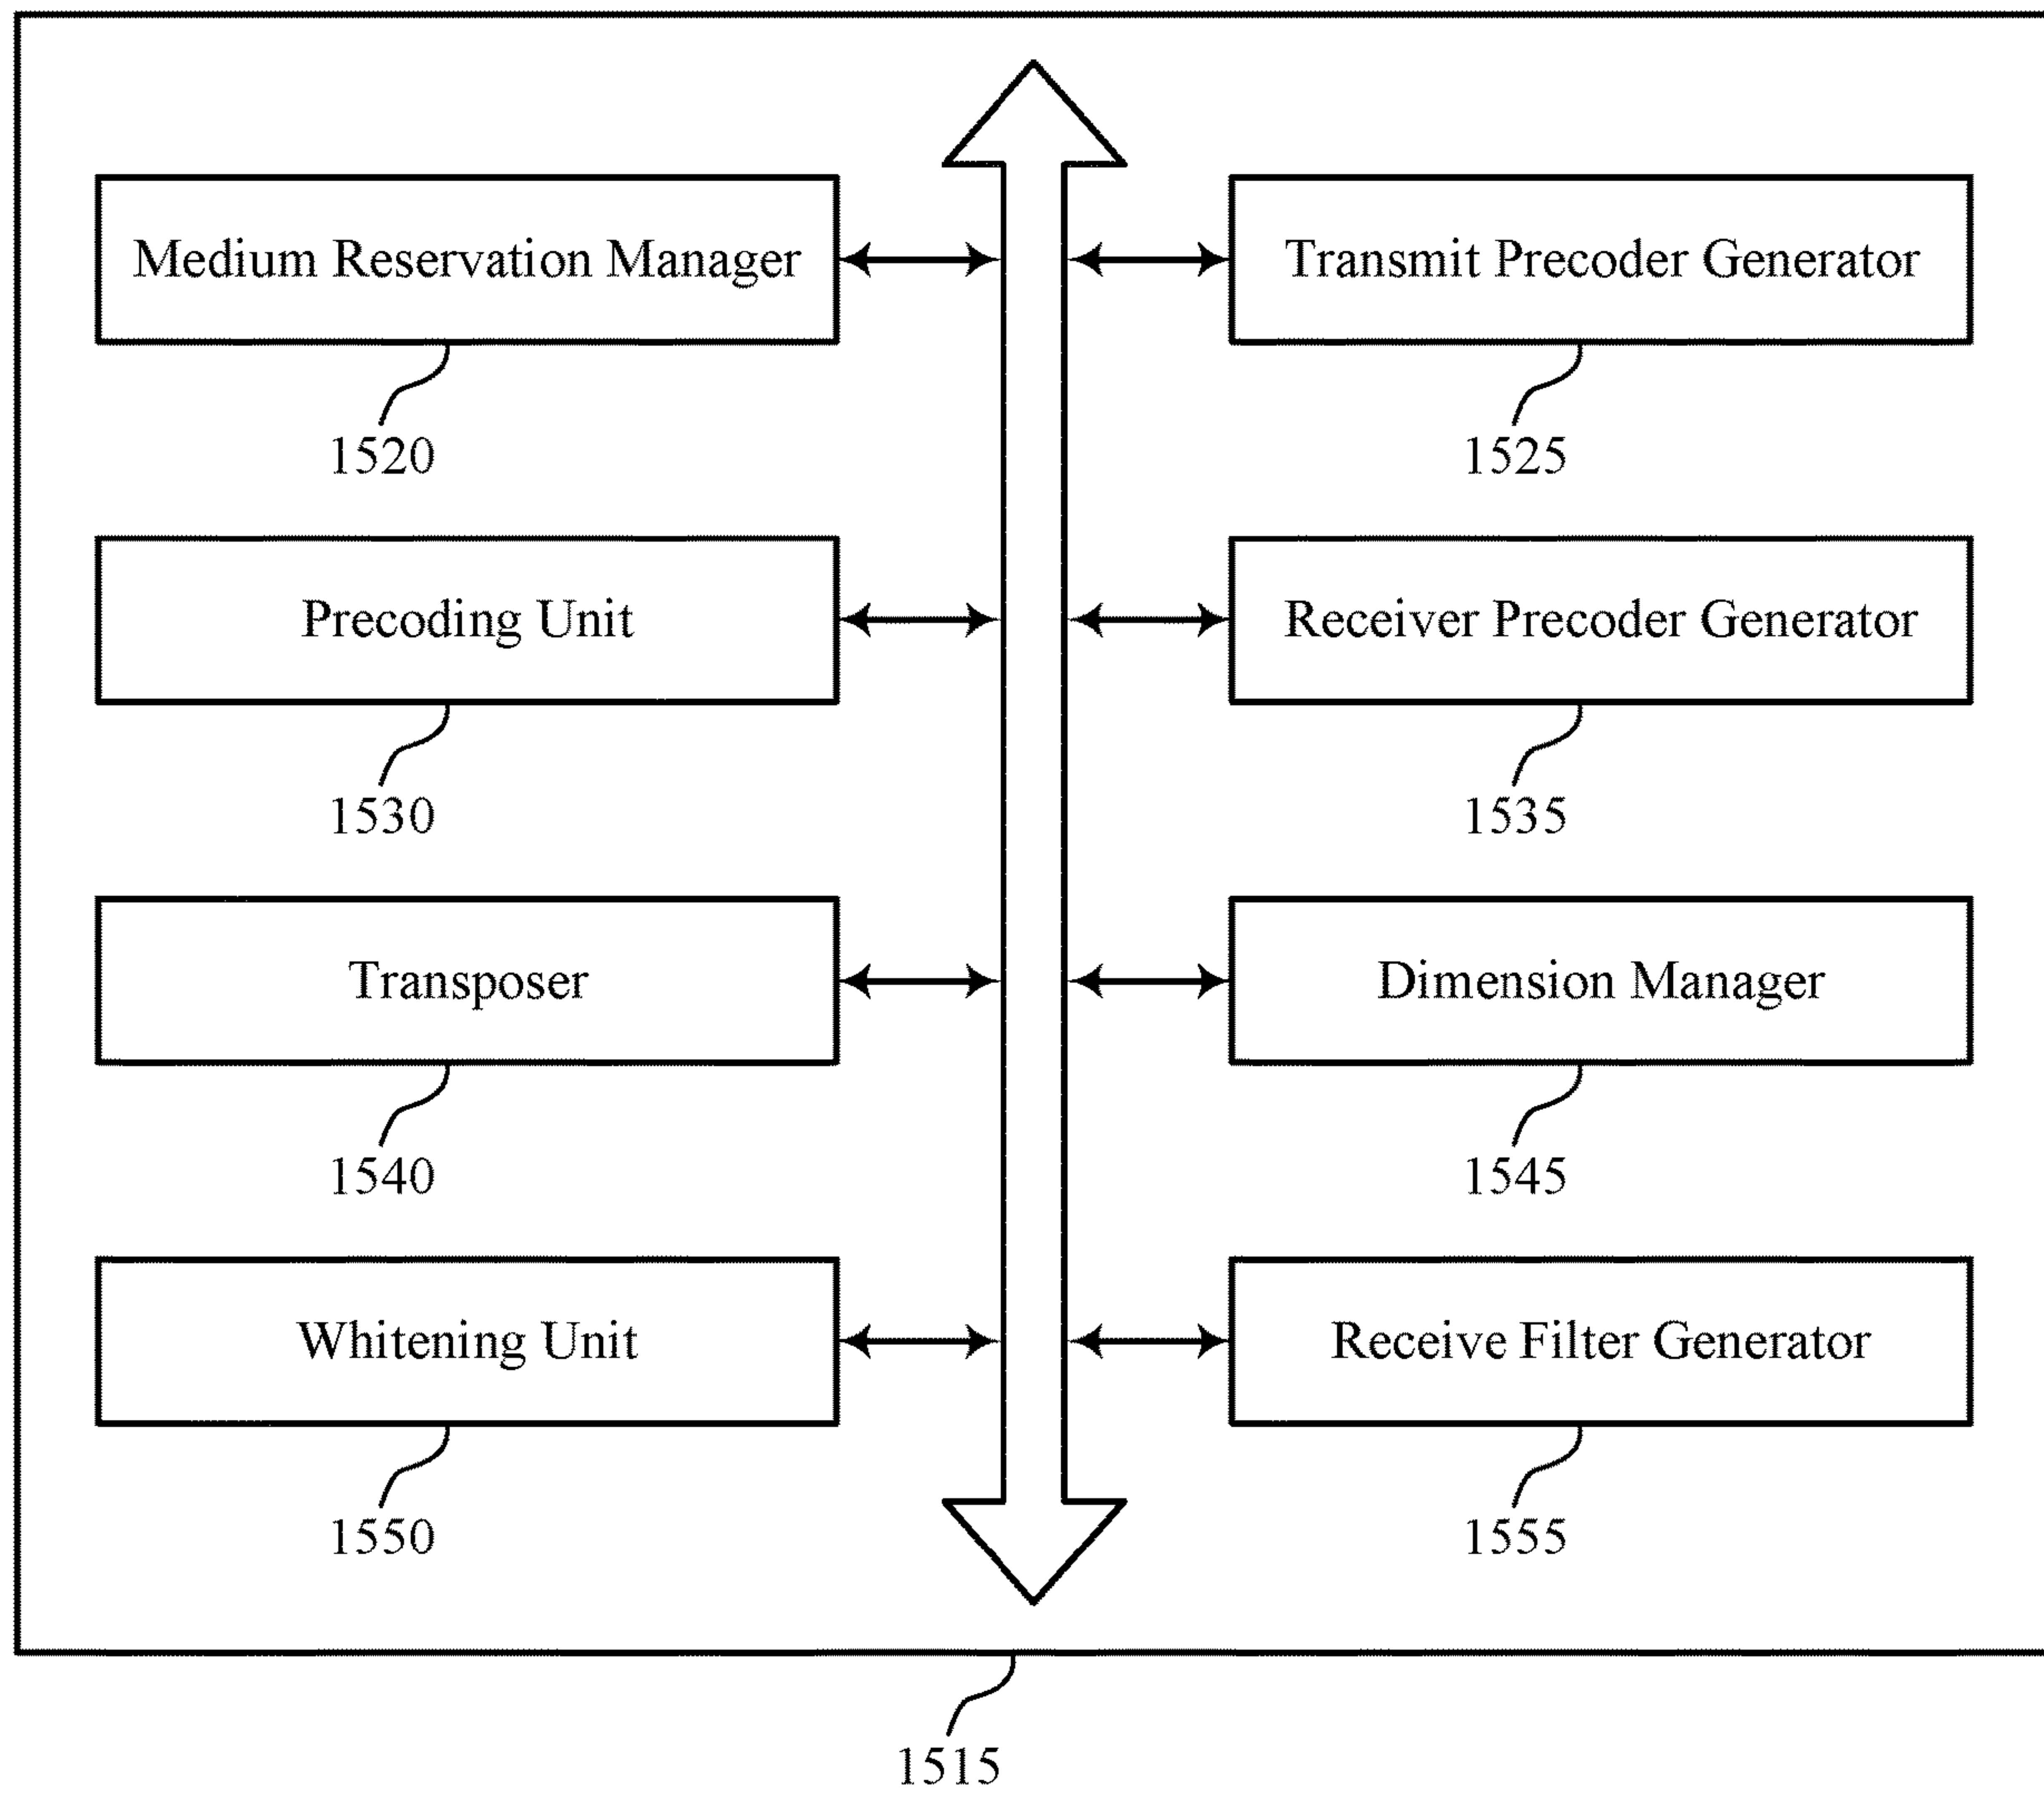 Medium Reservation Manager
Transmit Precoder Generator
1520
1525
Precoding Unit
Receiver Precoder Generator
1530
1535
Transposer
Dimension Manager
1540
1545
Whitening Unit
Receive Filter Generator
1550
1555
1515